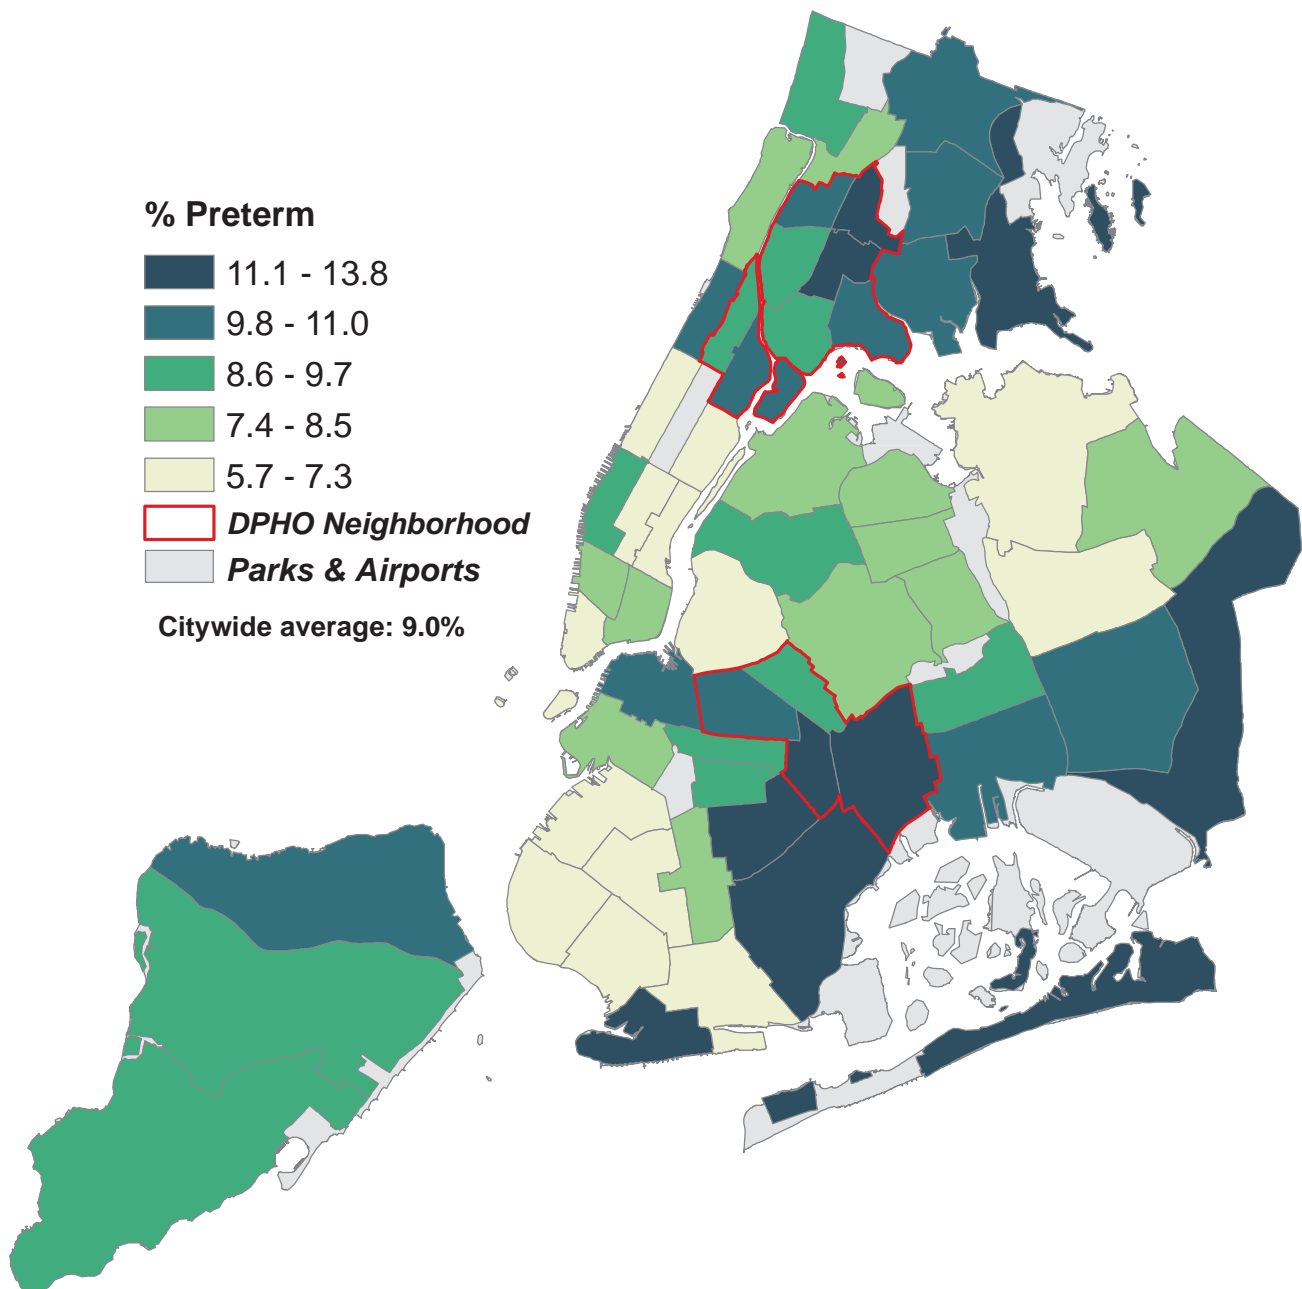 % Preterm
11.1 - 13.8
9.8 - 11.0
8.6 - 9.7
7.4 - 8.5
5.7 - 7.3
DPHO Neighborhood
Parks & Airports
Citywide average: 9.0%